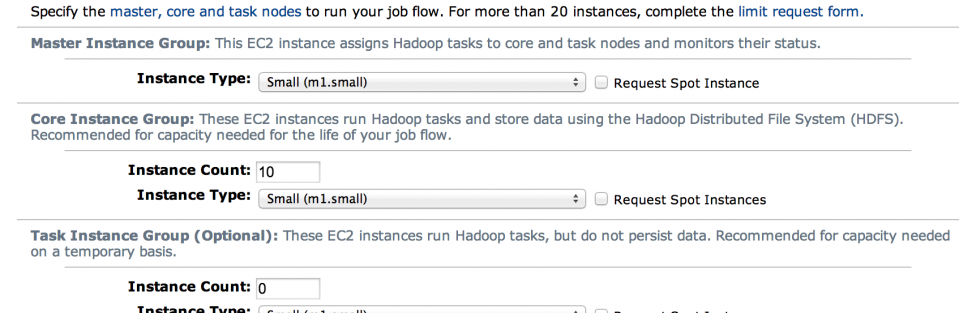 Specify the master, core and task nodes to run your job flow. For more than 20 instances, complete the limit request form.
Master Instance Group: This EC2 instance assigns Hadoop tasks to core and task nodes and monitors their status.
Instance Type: Small (m1.small) Request Spot Instance
Core Instance Group: These EC2 instances run Hadoop tasks and store data using the Hadoop Distributed File System (HDFS).
Recommended for capacity needed for the life of your job flow.
Instance Count: 10
Instance Type: Small (m1.small) Request Spot Instances
Task Instance Group (Optional): These EC2 instances run Hadoop tasks, but do not persist data. Recommended for capacity needed
on a temporary basis.
Instance Count: 0
Instance Type: Small (m1.small) Request Spot Instances